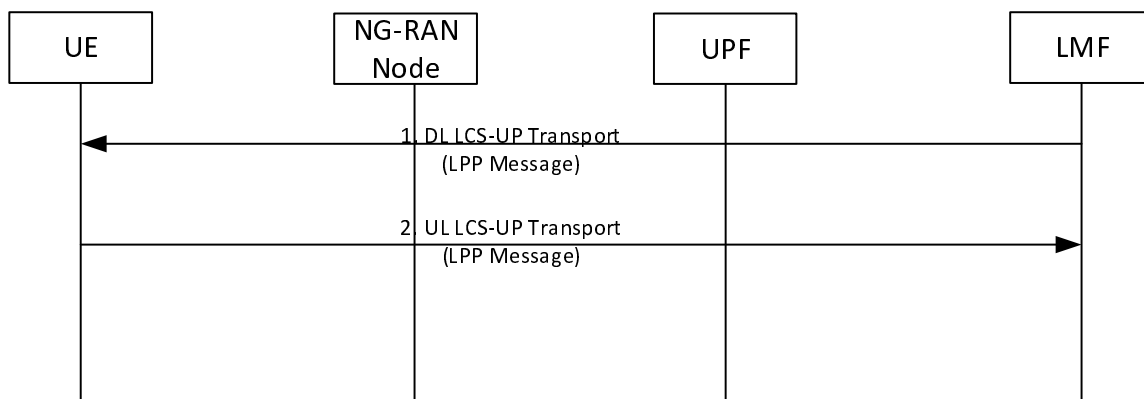 UE
NG-RAN
Node
UPF
LMF
1. DL LCS-UP Transport
(LPP Message)
2. UL LCS-UP Transport
(LPP Message)